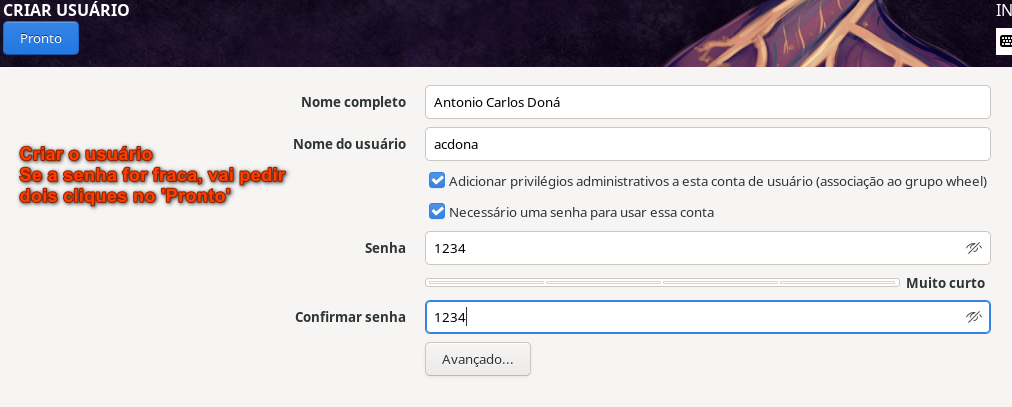 CRIAR USUÁRIO
IN
Pronto
Nome completo
Antonio Carlos Doná
Nome do usuário
acdona
Criar o usuário
Se a senha for fraca, vai pedir
dois cliques no 'Pronto'
Adicionar privilégios administrativos a esta conta de usuário (associação ao grupo wheel)
Necessário uma senha para usar essa conta
Senha
1234
Muito curto
Confirmar senha
1234
Avançado...